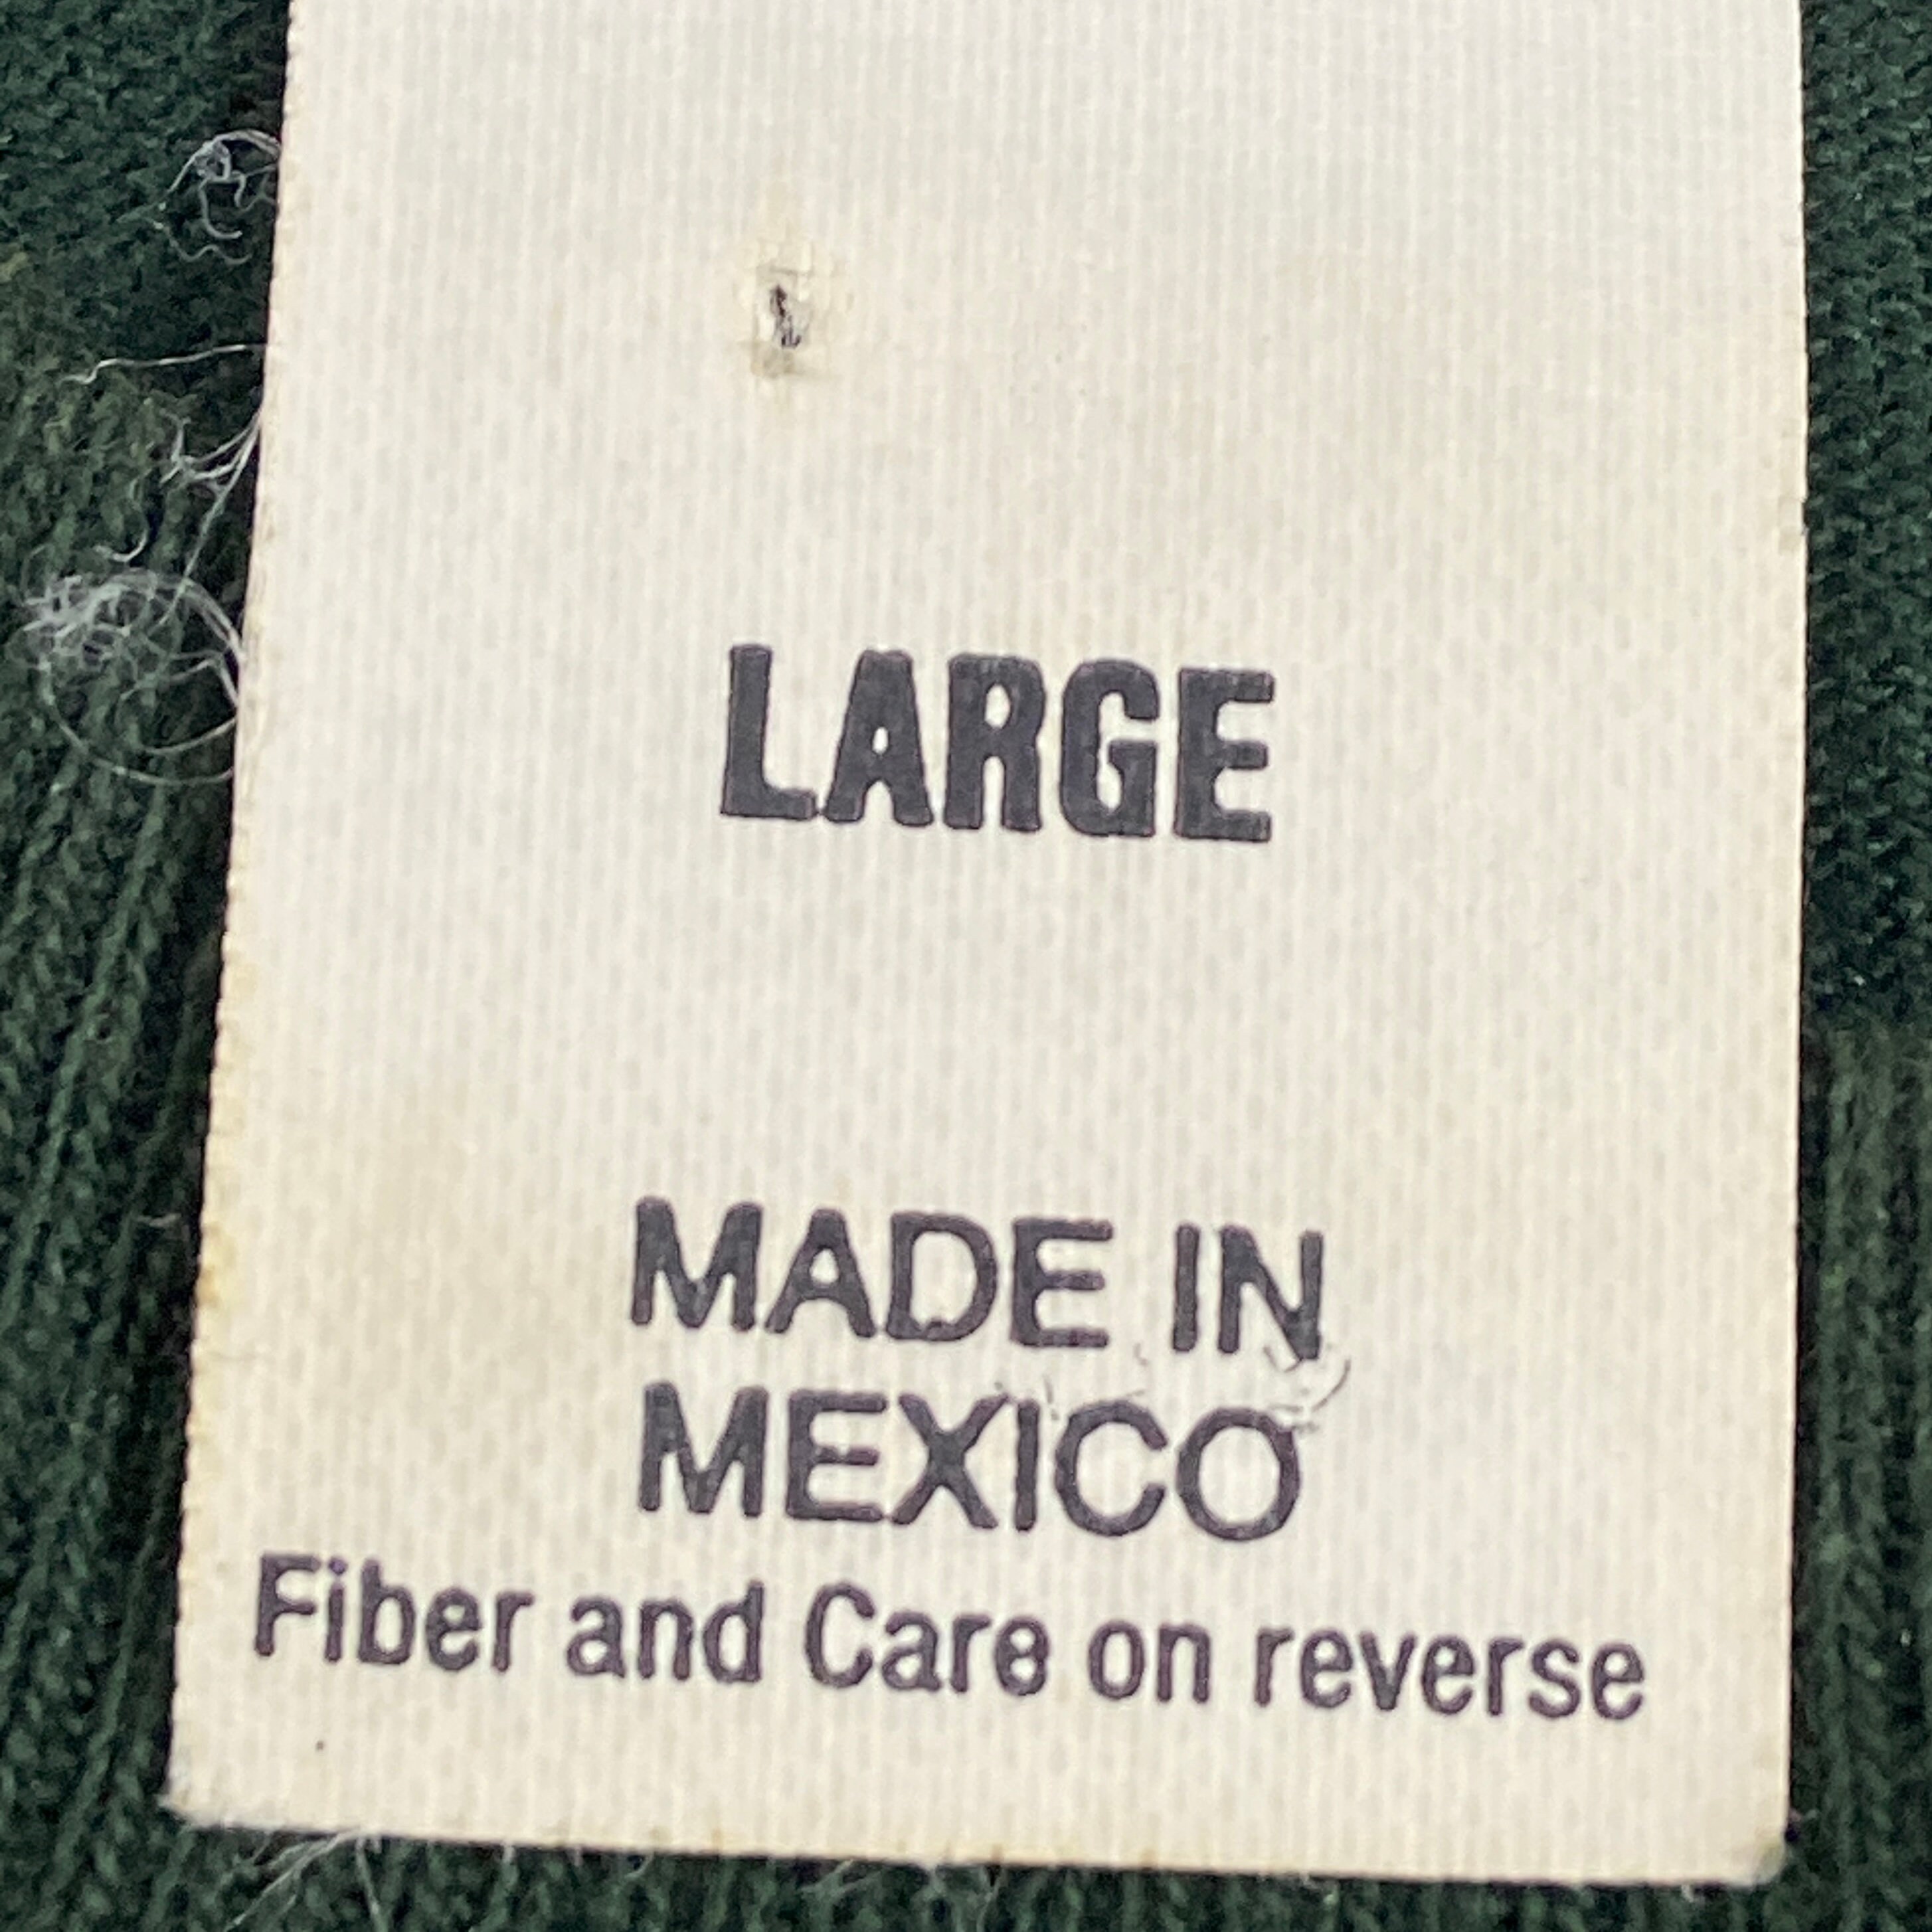 LARGE
MADE IN
MEXICO
Fiber and Care on reverse